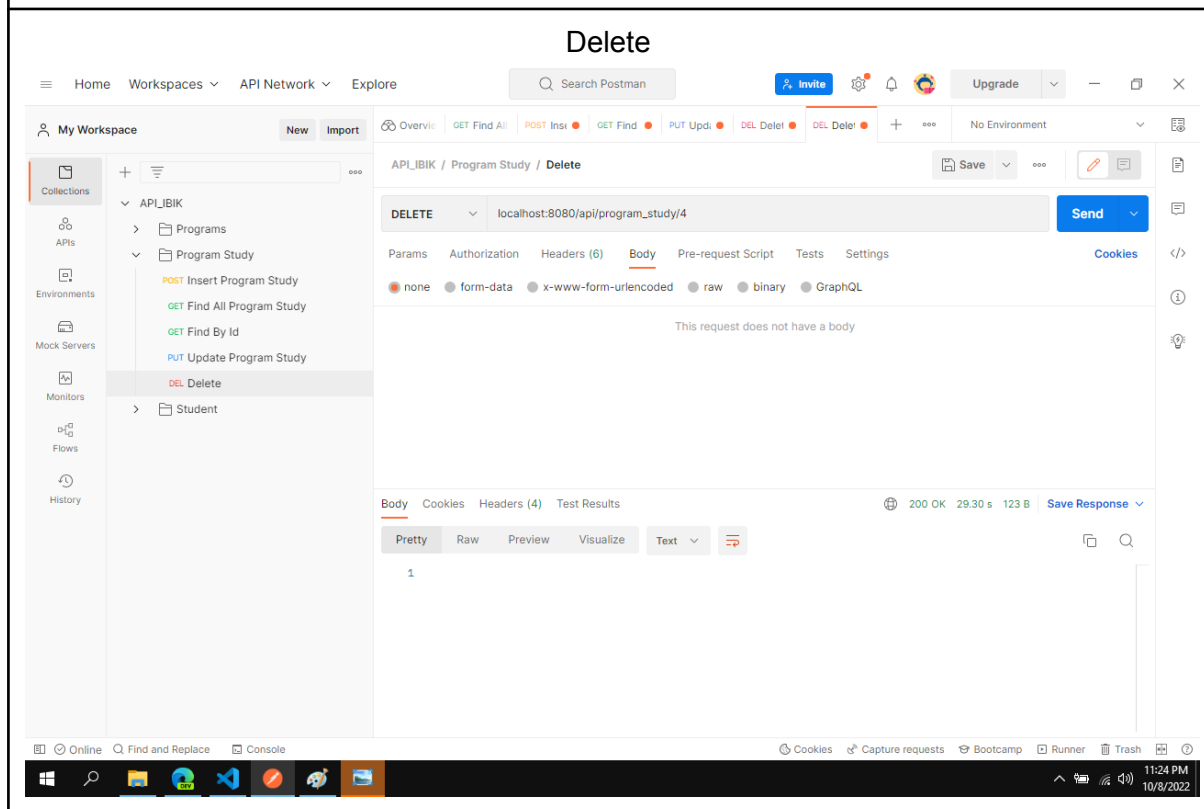 Delete
Home Workspaces API Network Explore Search Postman Invite Upgrade
My Workspace New Import Overvie GET Find All POST Inse GET Find PUT Upda DEL Delet DEL Delet No Environment
API_IBIK / Program Study / Delete Save
Collections
APIs
Environments
Mock Servers
Monitors
Flows
History
API_IBIK
Programs
Program Study
POST Insert Program Study
GET Find All Program Study
GET Find By Id
PUT Update Program Study
DEL Delete
Student
DELETE localhost:8080/api/program_study/4 Send
Params Authorization Headers (6) Body Pre-request Script Tests Settings Cookies
none form-data x-www-form-urlencoded raw binary GraphQL
This request does not have a body
Body Cookies Headers (4) Test Results 200 OK 29.30 s 123 B Save Response
Pretty Raw Preview Visualize Text
1
Online Find and Replace Console Cookies Capture requests Bootcamp Runner Trash
DEV
11:24 PM
10/8/2022